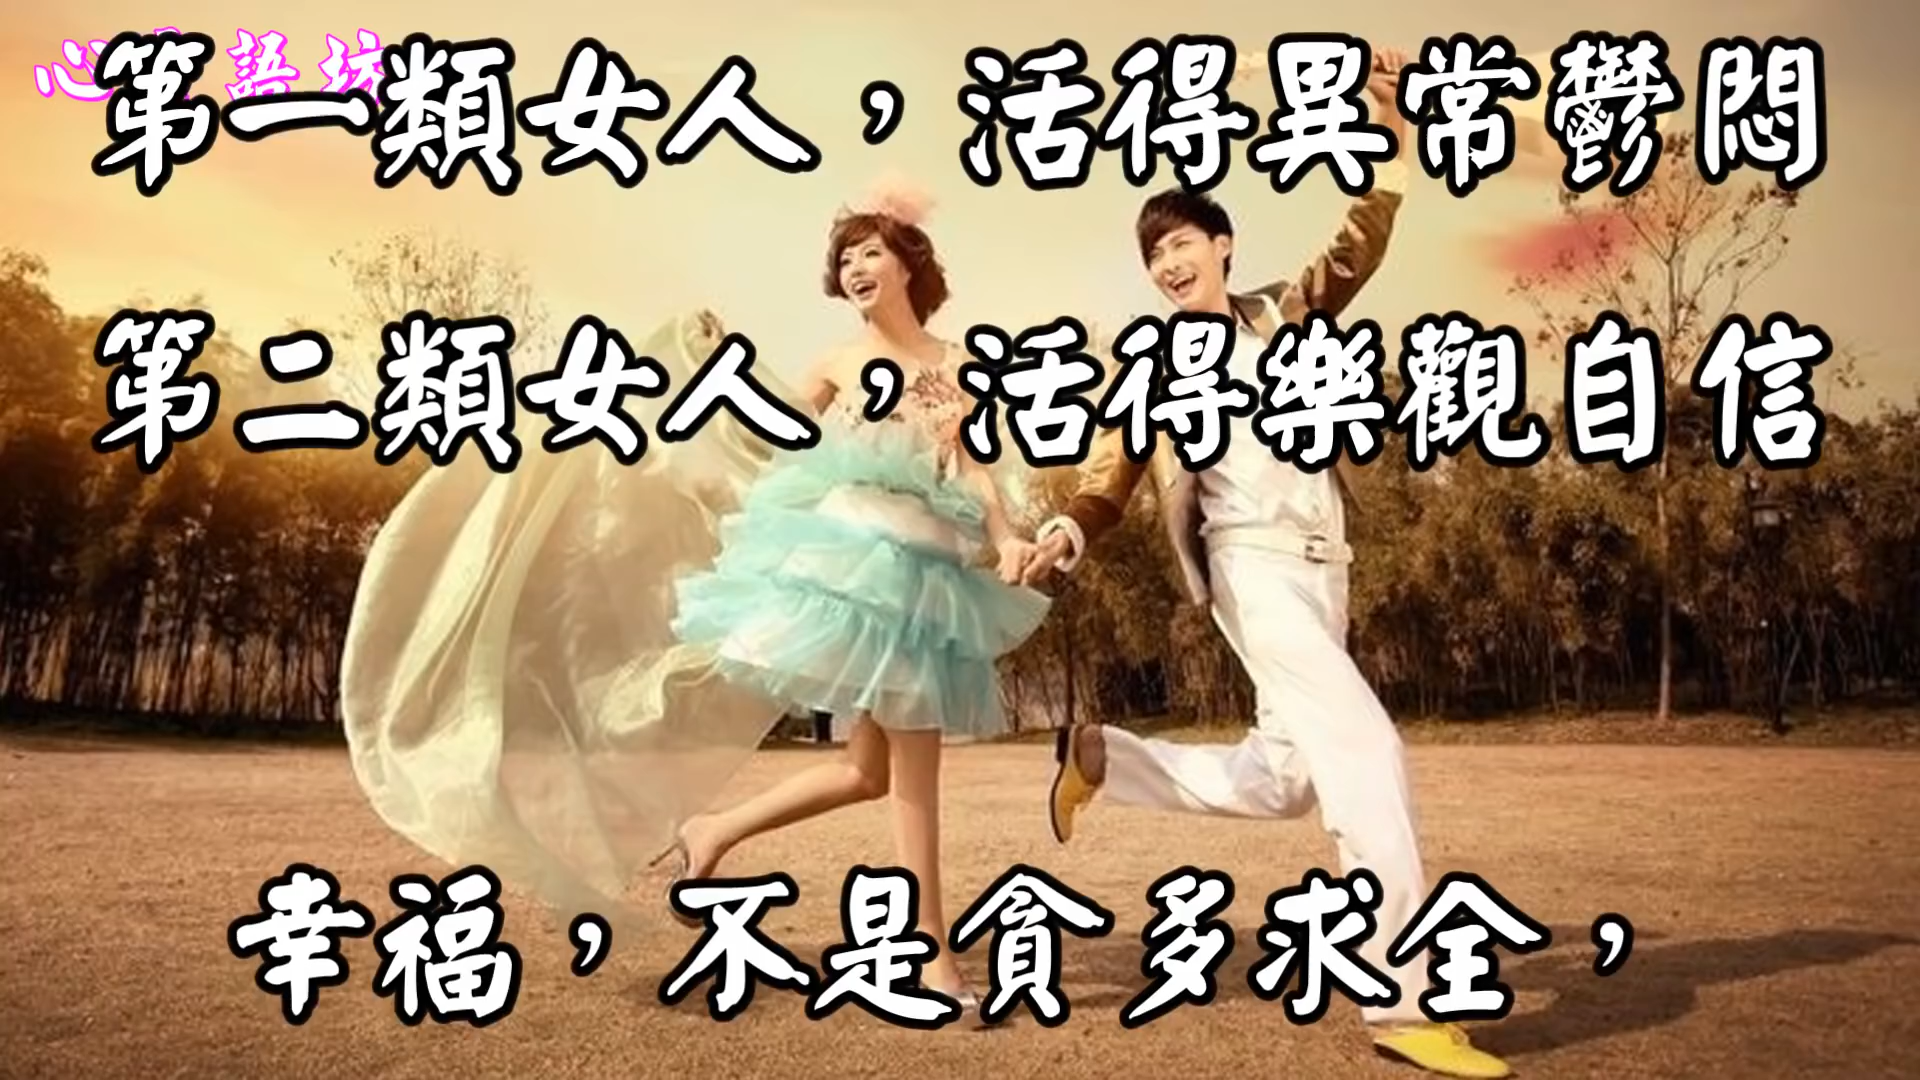 第一類女人，活得異常鬱悶
第二類女人，活得樂觀自信
幸福，不是貪多求全，